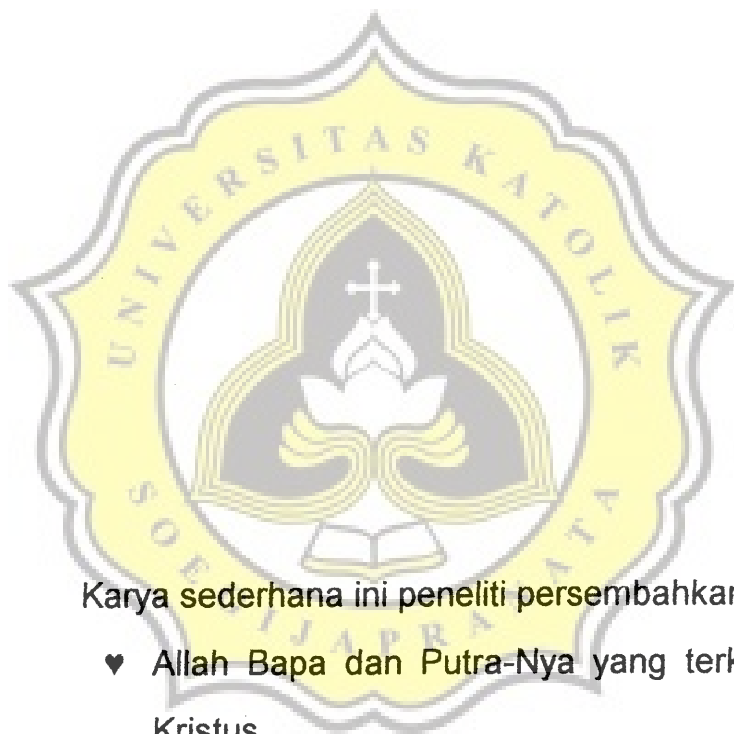 UNIVERSITAS KATOLIK
SOEGIJAPRANATA
Karya sederhana ini peneliti persembahkan
♥ Allah Bapa dan Putra-Nya yang
Kristus